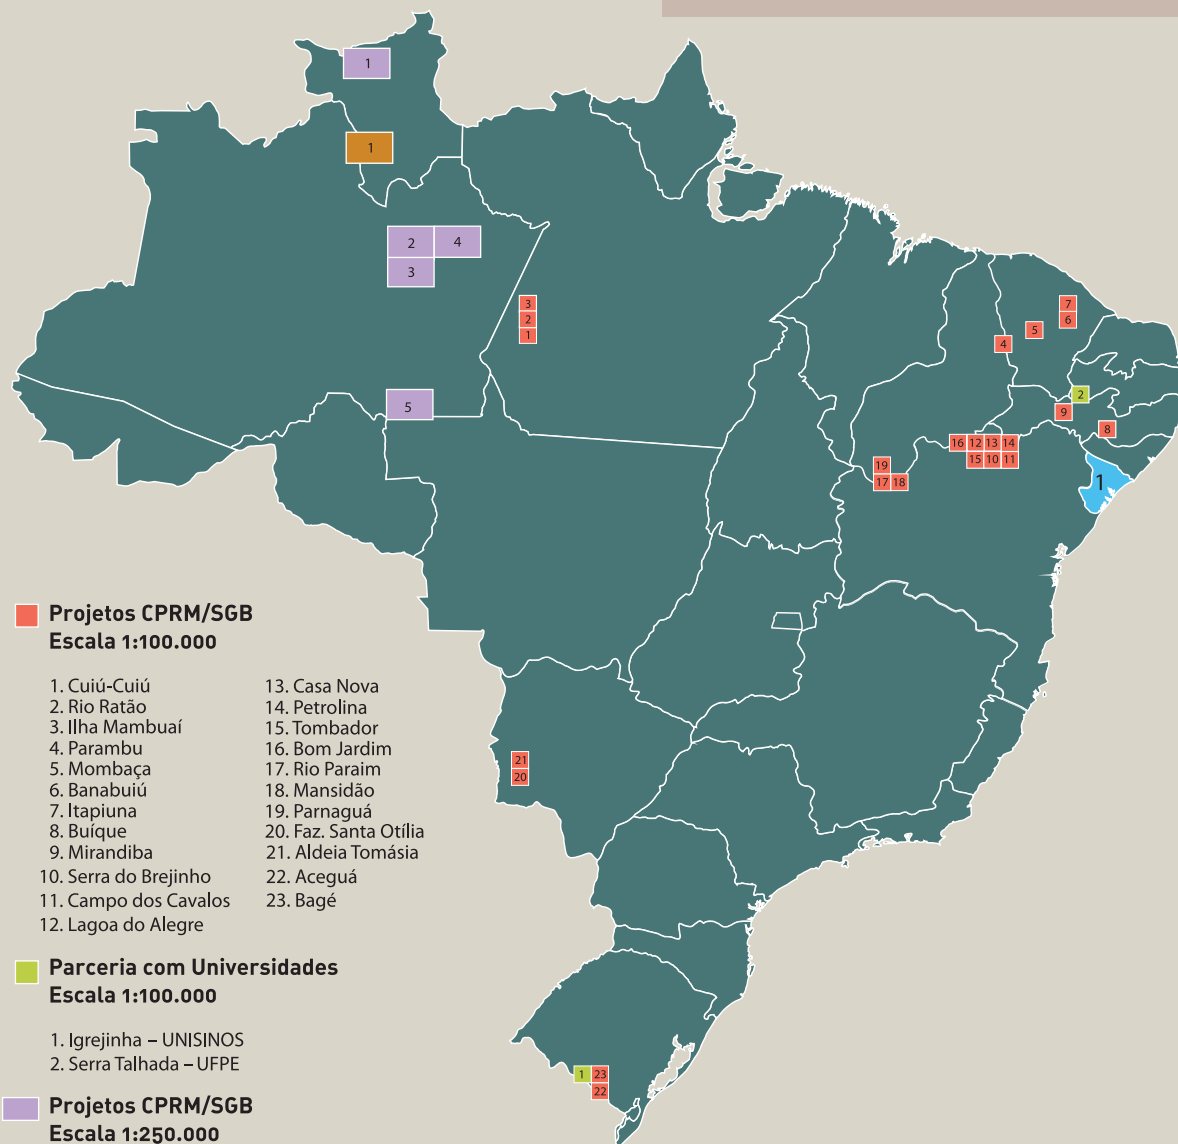 1
1
2
4
3
3
2
1
7
6
5
4
5
2
9
8
16
12
13
14
15
10
11
19
17
18
1
Projetos CPRM/SGB
Escala 1:100.000
1. Cuiú-Cuiú
2. Rio Ratão
3. Ilha Mambuaí
4. Parambu
5. Mombaça
6. Banabuiú
7. Itapiuna
8. Buíque
9. Mirandiba
10. Serra do Brejinho
11. Campo dos Cavalos
12. Lagoa do Alegre
13. Casa Nova
14. Petrolina
15. Tombador
16. Bom Jardim
17. Rio Paraim
18. Mansidão
19. Parnaguá
20. Faz. Santa Otília
21. Aldeia Tomásia
22. Aceguá
23. Bagé
21
20
Parceria com Universidades
Escala 1:100.000
1. Igrejinha – UNISINOS
2. Serra Talhada – UFPE
1
23
22
Projetos CPRM/SGB
Escala 1:250.000